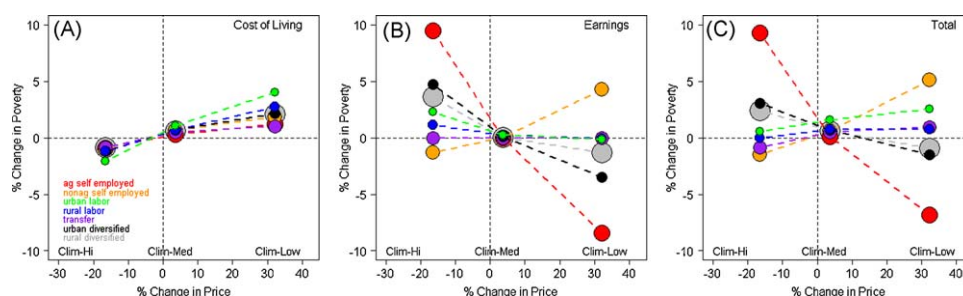 (A)
Cost of Living
10
5
0
-5
-10
% Change in Poverty
ag self employed
nonag self employed
urban labor
rural labor
transfer
urban diversified
rural diversified
Clim-Hi
Clim-Med
Clim-Low
-30 -20 -10 0 10 20 30 40
% Change in Price
(B)
Earnings
10
5
0
-5
-10
% Change in Poverty
Clim-Hi
Clim-Med
Clim-Low
-30 -20 -10 0 10 20 30 40
% Change in Price
(C)
Total
10
5
0
-5
-10
% Change in Poverty
Clim-Hi
Clim-Med
Clim-Low
-30 -20 -10 0 10 20 30 40
% Change in Price